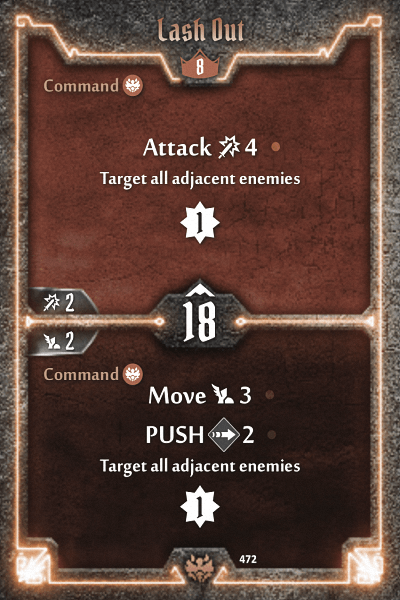 Lash Out
8
Command
Attack 4
Target all adjacent enemies
1
2
18
2
Command
Move 3
PUSH 2
Target all adjacent enemies
1
472